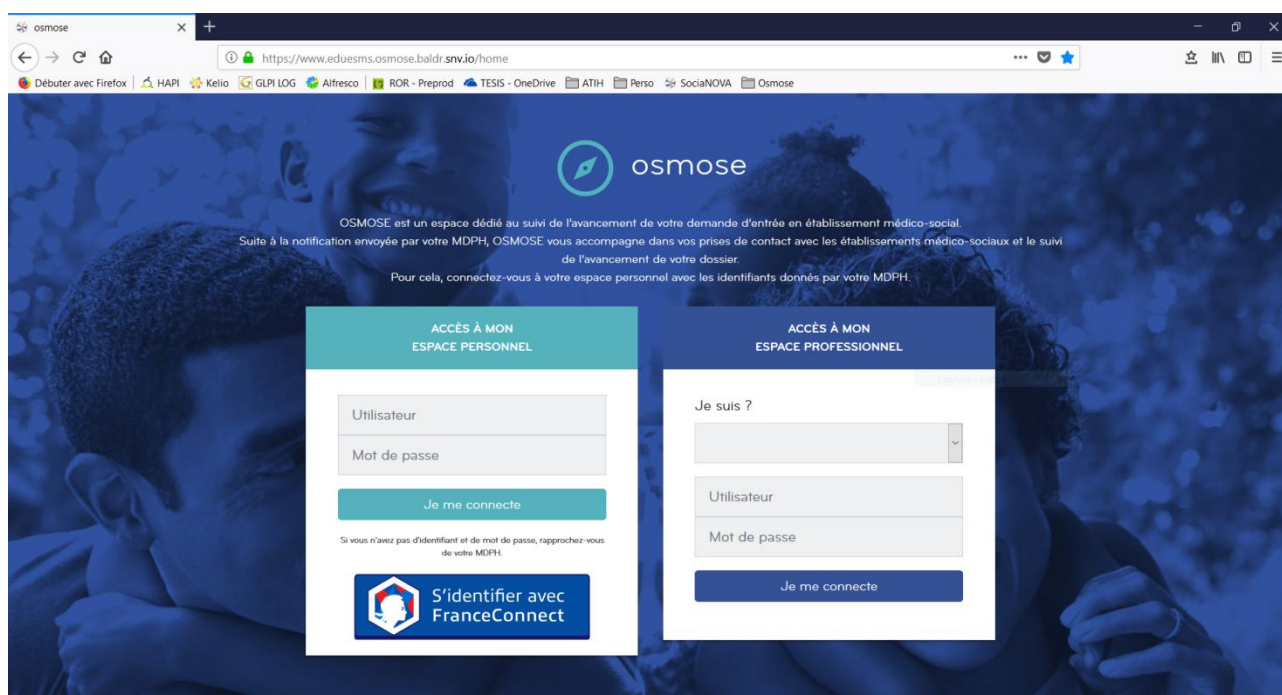 osmose
https://www.eduesms.osmose.baldr.snv.io/home
Débuter avec Firefox HAPI Kelio GLPI LOG Alfresco ROR - Preprod TESIS - OneDrive ATIH Perso SociaNOVA Osmose
osmose
OSMOSE est un espace dédié au suivi de l'avancement de votre demande d'entrée en établissement médico-social.
Suite à la notification envoyée par votre MDPH, OSMOSE vous accompagne dans vos prises de contact avec les établissements médico-sociaux et le suivi
de l'avancement de votre dossier.
Pour cela, connectez-vous à votre espace personnel avec les identifiants donnés par votre MDPH.
ACCÈS À MON
ESPACE PERSONNEL
Utilisateur
Mot de passe
Je me connecte
Si vous n'avez pas d'identifiant et de mot de passe, rapprochez-vous
de votre MDPH.
S'identifier avec
FranceConnect
ACCÈS À MON
ESPACE PROFESSIONNEL
Je suis ?
Utilisateur
Mot de passe
Je me connecte